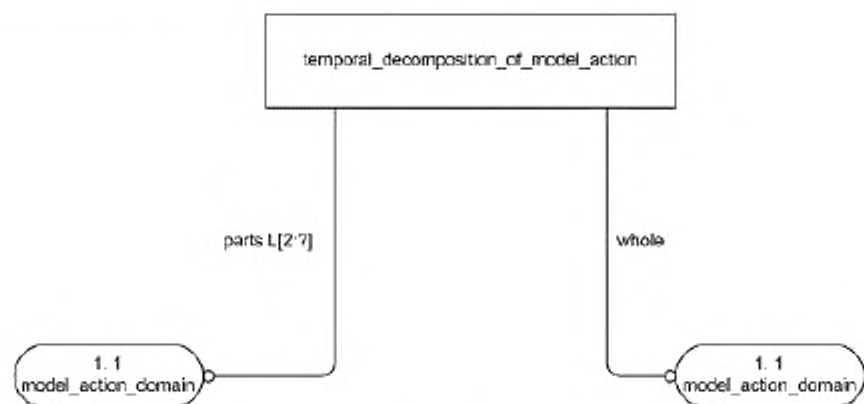 temporal_decomposition_of_model_action
parts L[2:?]
whole
1. 1
model_action_domain
1. 1
model_action_domain